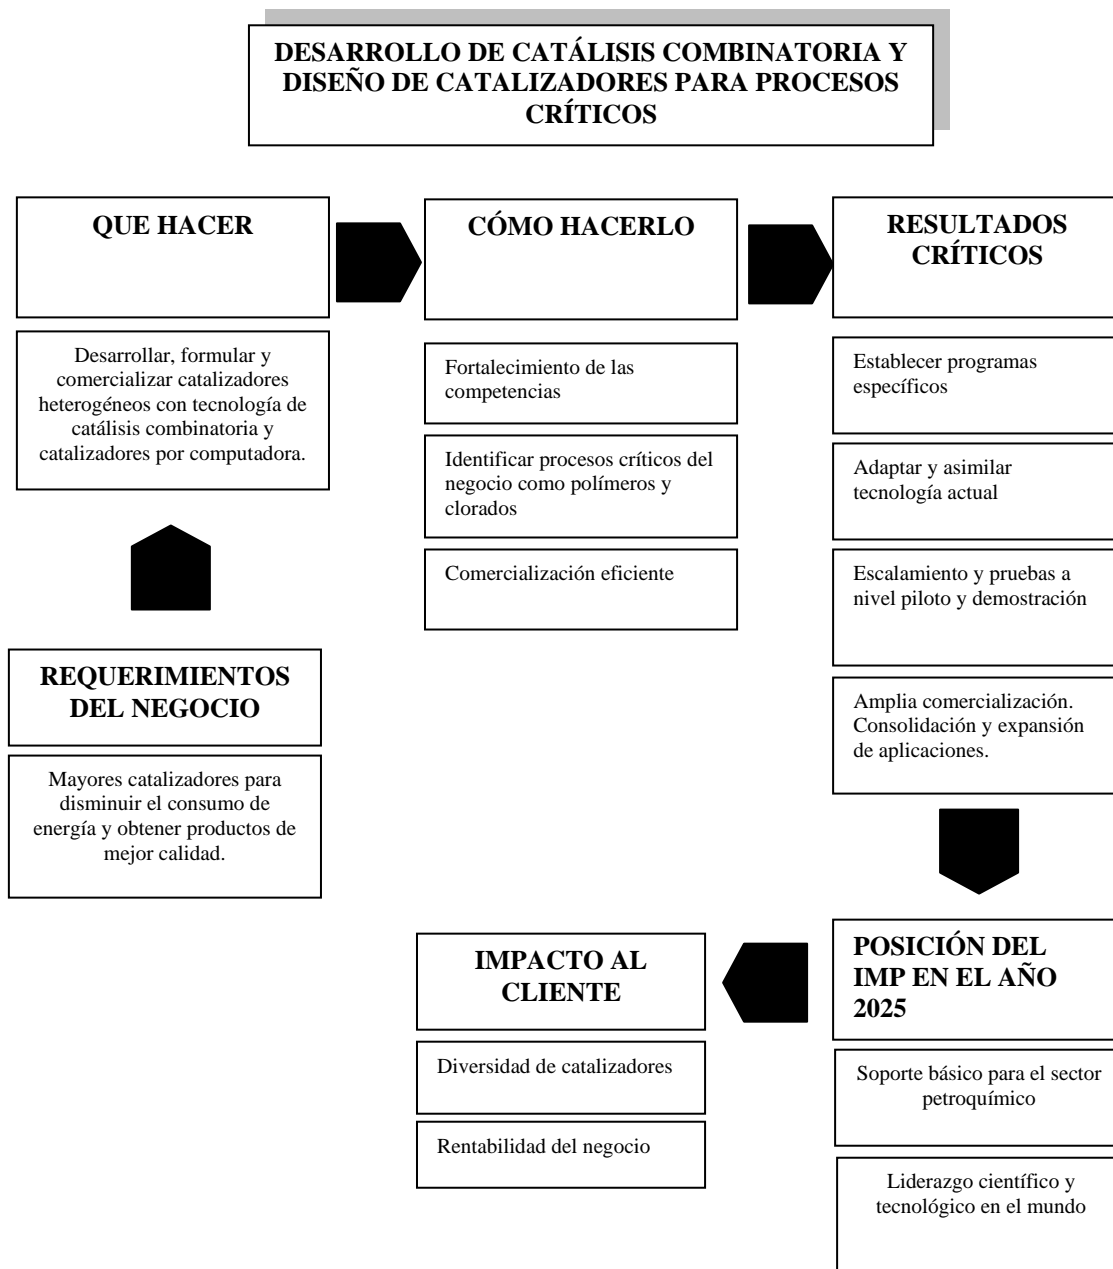 DESARROLLO DE CATÁLISIS COMBINATORIA Y
DISEÑO DE CATALIZADORES PARA PROCESOS
CRÍTICOS
QUE HACER
Desarrollar, formular y
comercializar catalizadores
heterogéneos con tecnología de
catálisis combinatoria y
catalizadores por computadora.
CÓMO HACERLO
Fortalecimiento de las
competencias
Identificar procesos críticos del
negocio como polímeros y
clorados
Comercialización eficiente
RESULTADOS
CRÍTICOS
Establecer programas
específicos
Adaptar y asimilar
tecnología actual
Escalamiento y pruebas a
nivel piloto y demostración
Amplia comercialización.
Consolidación y expansión
de aplicaciones.
REQUERIMIENTOS
DEL NEGOCIO
Mayores catalizadores para
disminuir el consumo de
energía y obtener productos de
mejor calidad.
IMPACTO AL
CLIENTE
Diversidad de catalizadores
Rentabilidad del negocio
POSICIÓN DEL
IMP EN EL AÑO
2025
Soporte básico para el sector
petroquímico
Liderazgo científico y
tecnológico en el mundo